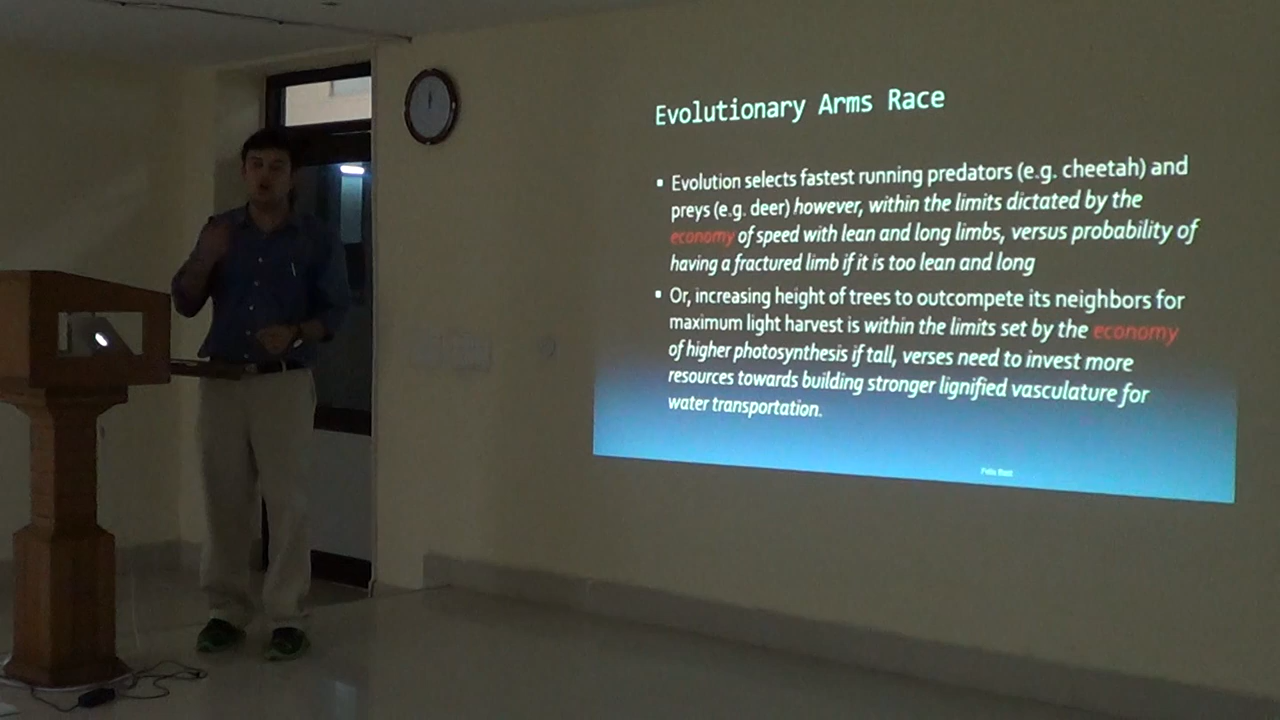 Evolutionary Arms Race
▪ Evolution selects fastest running predators (e.g. cheetah) and
preys (e.g. deer) however, within the limits dictated by the
economy of speed with lean and long limbs, versus probability of
having a fractured limb if it is too lean and long
▪ Or, increasing height of trees to outcompete its neighbors for
maximum light harvest is within the limits set by the economy
of higher photosynthesis if tall, verses need to invest more
resources towards building stronger lignified vasculature for
water transportation.